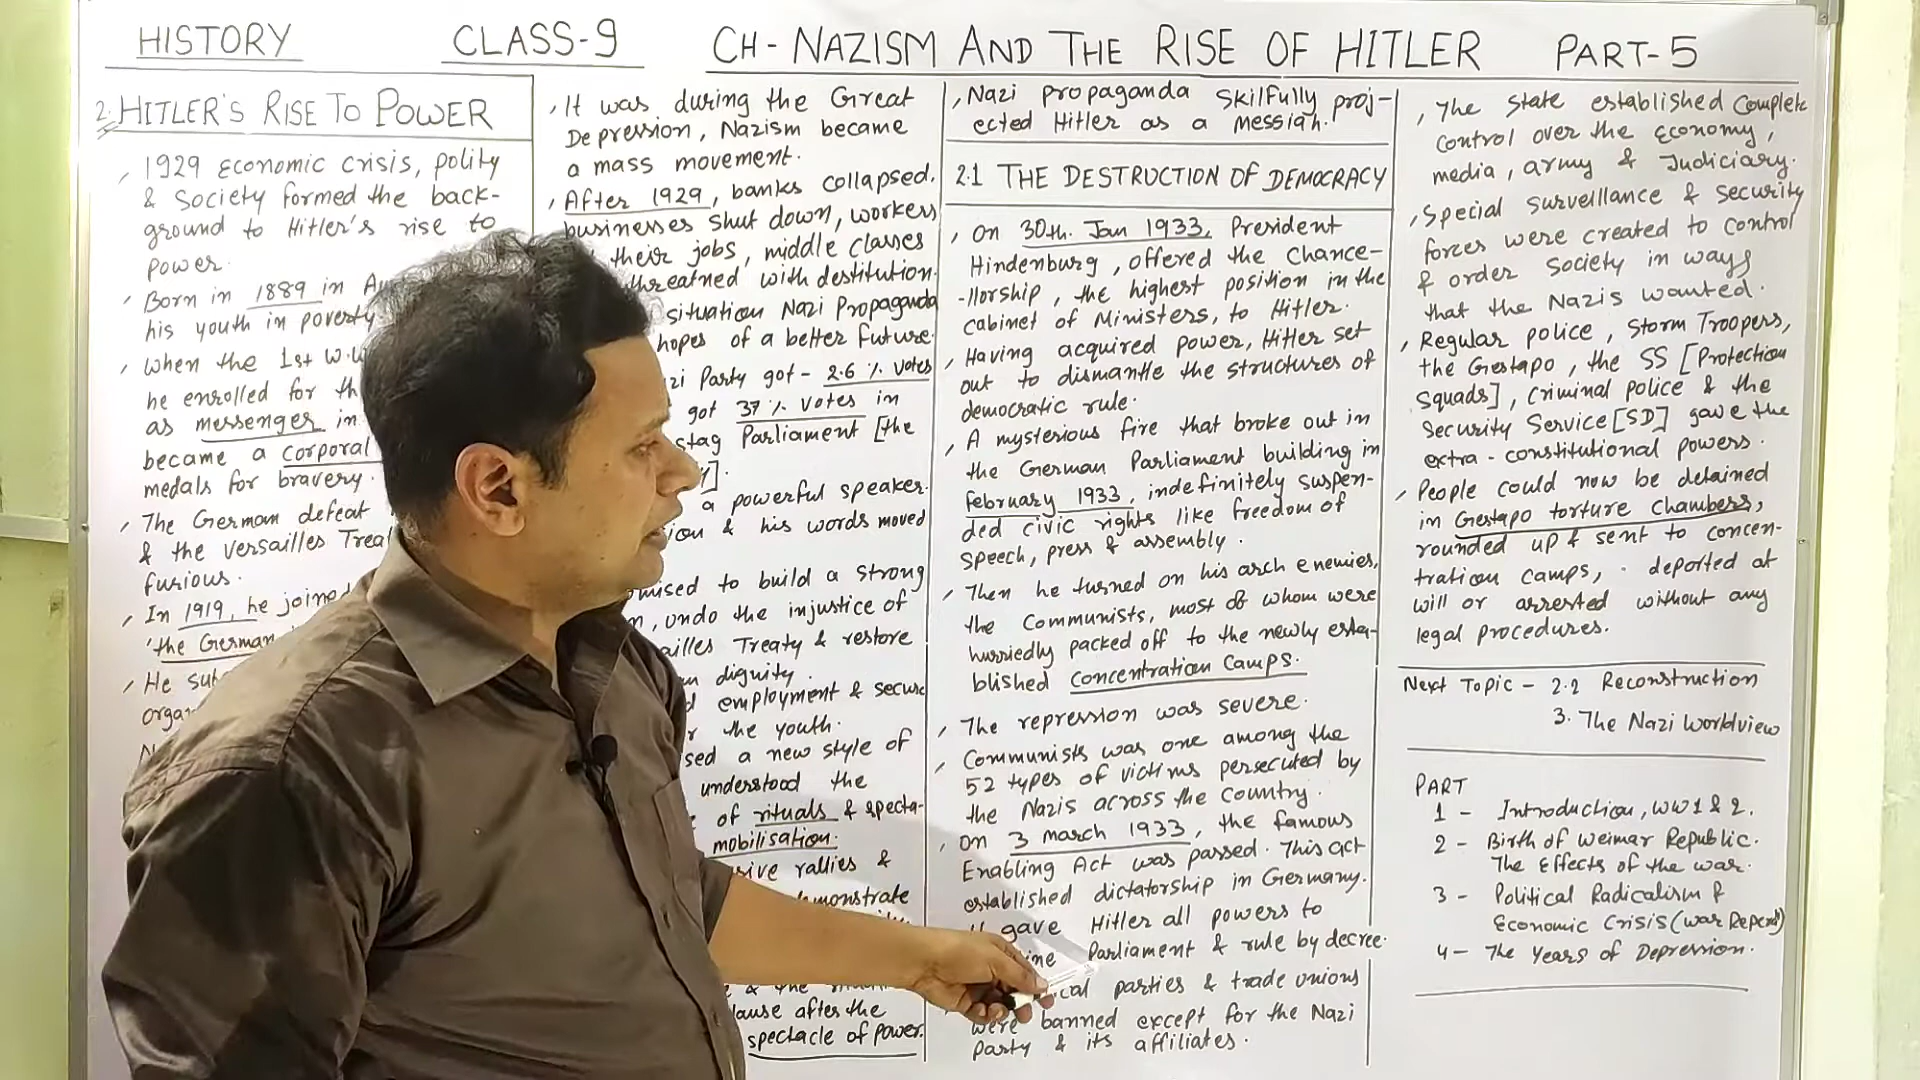 HISTORY CLASS-9 CH- NAZISM AND THE RISE OF HITLER PART-5
2. HITLER'S RISE TO POWER
1929 Economic crisis, polity
& society formed the back-
ground to Hitler's rise to
power.
Born in 1889 in
his youth in poverty
When the 1st
he enrolled for
as messenger in
became a corporal
medals for bravery.
The German defeat
& the Versailles
furious.
In 1919, he joined
'the German
He
It was during the Great
Depression, Nazism became
a mass movement.
After 1929, banks collapsed,
businesses shut down, workers
their jobs, middle classes
threatned with destitution.
situation Nazi Propaganda
hopes of a better future.
Party got - 2.6 % votes
got 37% votes in
Parliament [the
a powerful speaker.
& his words moved
to build a strong
, undo the injustice of
Treaty & restore
dignity.
employment & secure
the youth.
a new style of
understood the
of rituals & specta-
mobilisation.
rallies &
after the
spectacle of power.
Nazi propaganda skilfully proj-
ected Hitler as a messiah.
2.1 THE DESTRUCTION OF DEMOCRACY
On 30th. Jan 1933, President
Hindenburg, offered the Chance-
-llorship, the highest position in the
cabinet of Ministers, to Hitler.
Having acquired power, Hitler set
out to dismantle the structures of
democratic rule.
A mysterious fire that broke out in
the German Parliament building in
February 1933, indefinitely suspen-
ded civic rights like freedom of
speech, press & assembly.
Then he turned on his arch enemies,
the Communists, most of whom were
hurriedly packed off to the newly esta-
blished Concentration Camps.
The repression was severe.
Communists was one among the
52 types of victims persecuted by
the Nazis across the country.
On 3 march 1933, the famous
Enabling Act was passed. This act
established dictatorship in Germany.
gave Hitler all powers to
Parliament & rule by decree.
parties & trade unions
were banned except for the Nazi
Party & its affiliates.
The state established complete
control over the economy,
media, army & Judiciary.
Special surveillance & security
forces were created to control
& order society in ways
that the Nazis wanted.
Regular police, Storm Troopers,
the Gestapo, the SS [Protection
Squads], criminal police & the
Security Service [SD] gave the
extra-constitutional powers.
People could now be detained
in Gestapo torture chambers,
rounded up & sent to concen-
tration camps, deported at
will or arrested without any
legal procedures.
Next Topic - 2.2 Reconstruction
3. The Nazi Worldview
PART
1 - Introduction, WW1 & 2.
2 - Birth of Weimar Republic.
The Effects of the war.
3 - Political Radicalism &
Economic Crisis (War
4 - The Years of Depression.